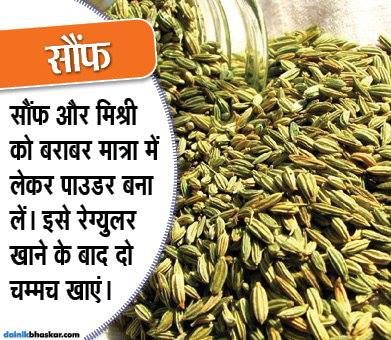 सौंफ
सौंफ और मिश्री
को बराबर मात्रा में
लेकर पाउडर बना
लें। इसे रेग्युलर
खाने के बाद दो
चम्मच खाएं।
dainikbhaskar.com